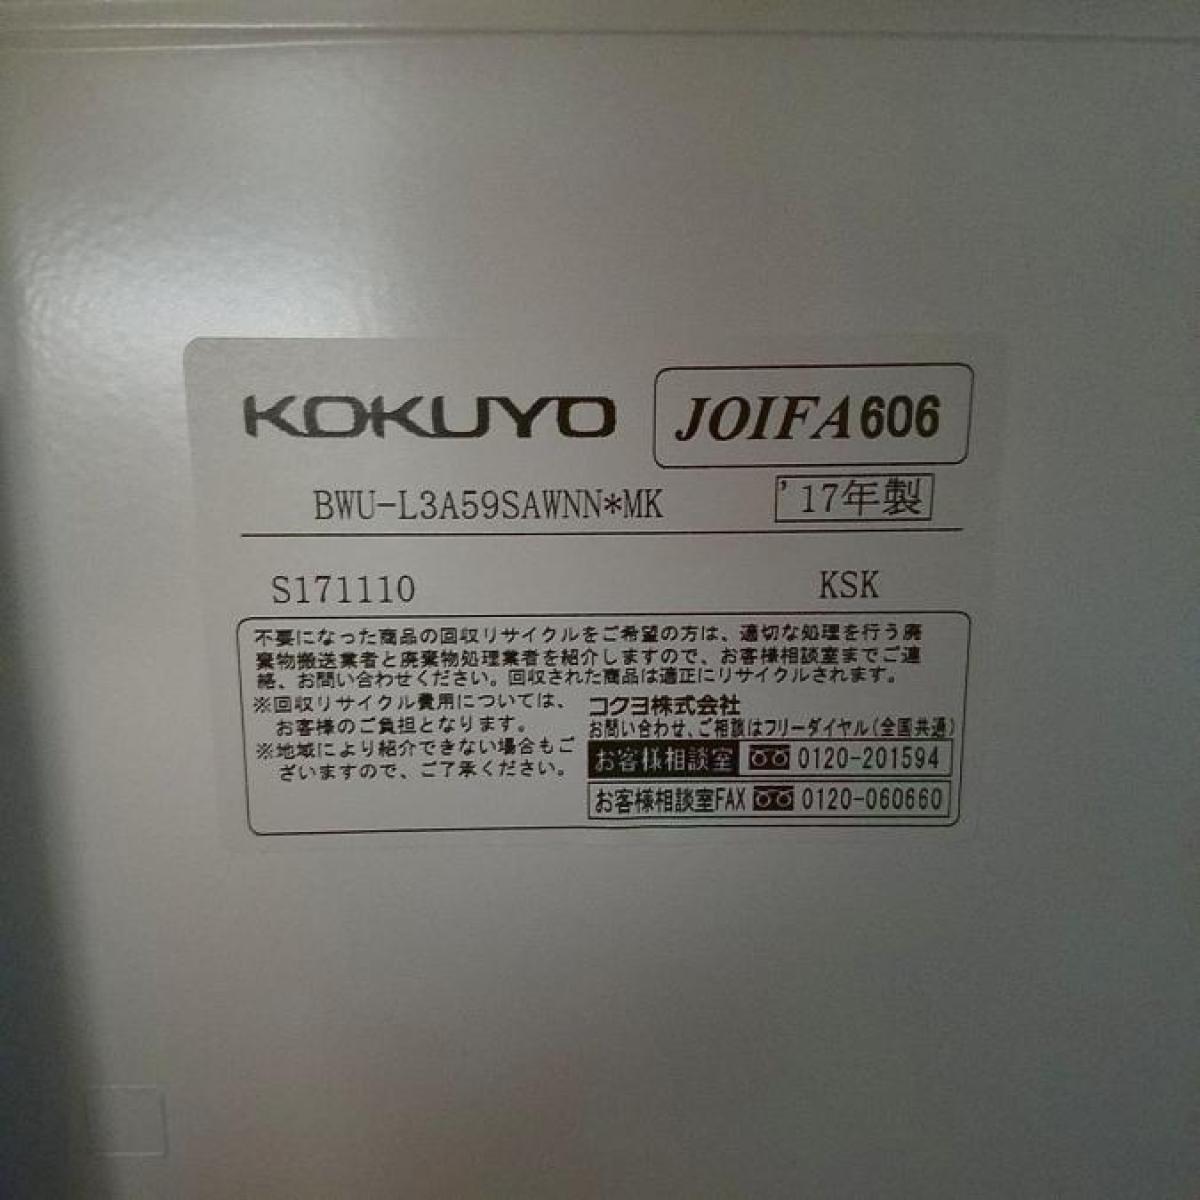 KOKUYO JOIFA606
BWU-L3A59SAWNN*MK '17年製
S171110 KSK
不要になった商品の回収リサイクルをご希望の方は、適切な処理を行う廃
棄物搬送業者と廃棄物処理業者を紹介しますので、お客様相談室までご連
絡、お問い合わせください。回収された商品は適正にリサイクルされます。
※回収リサイクル費用については、
お客様のご負担となります。
※地域により紹介できない場合もご
ざいますので、ご了承ください。
コクヨ株式会社
お問い合わせ、ご相談はフリーダイヤル(全国共通)
お客様相談室 0120-201594
お客様相談室FAX 0120-060660